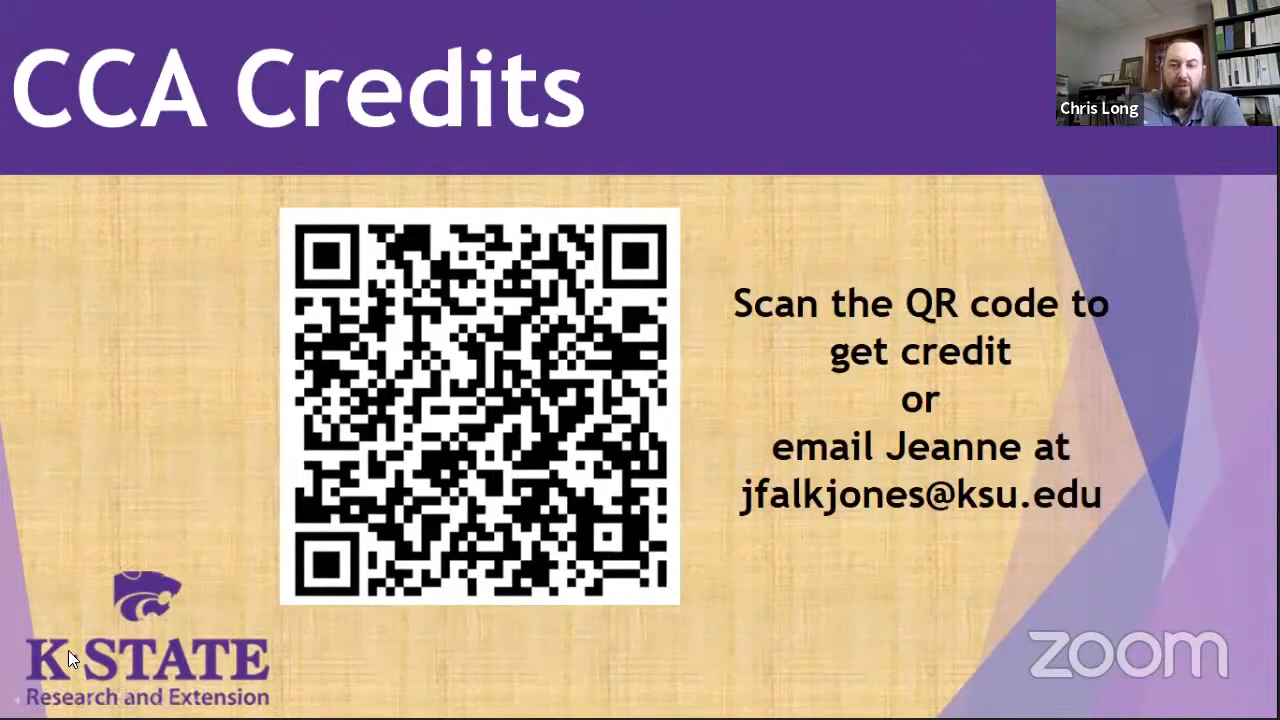 CCA Credits
Chris Long
Scan the QR code to
get credit
or
email Jeanne at
jfalkjones@ksu.edu
K-STATE
Research and Extension
zoom